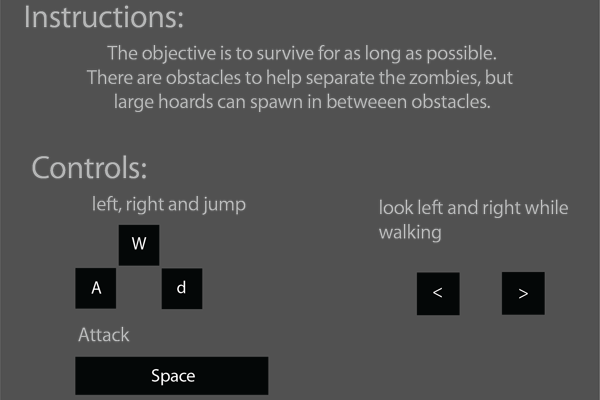 Instructions:
The objective is to survive for as long as possible.
There are obstacles to help separate the zombies, but
large hoards can spawn in betweeen obstacles.
Controls:
left, right and jump
W
A d
Attack
Space
look left and right while
walking
< >